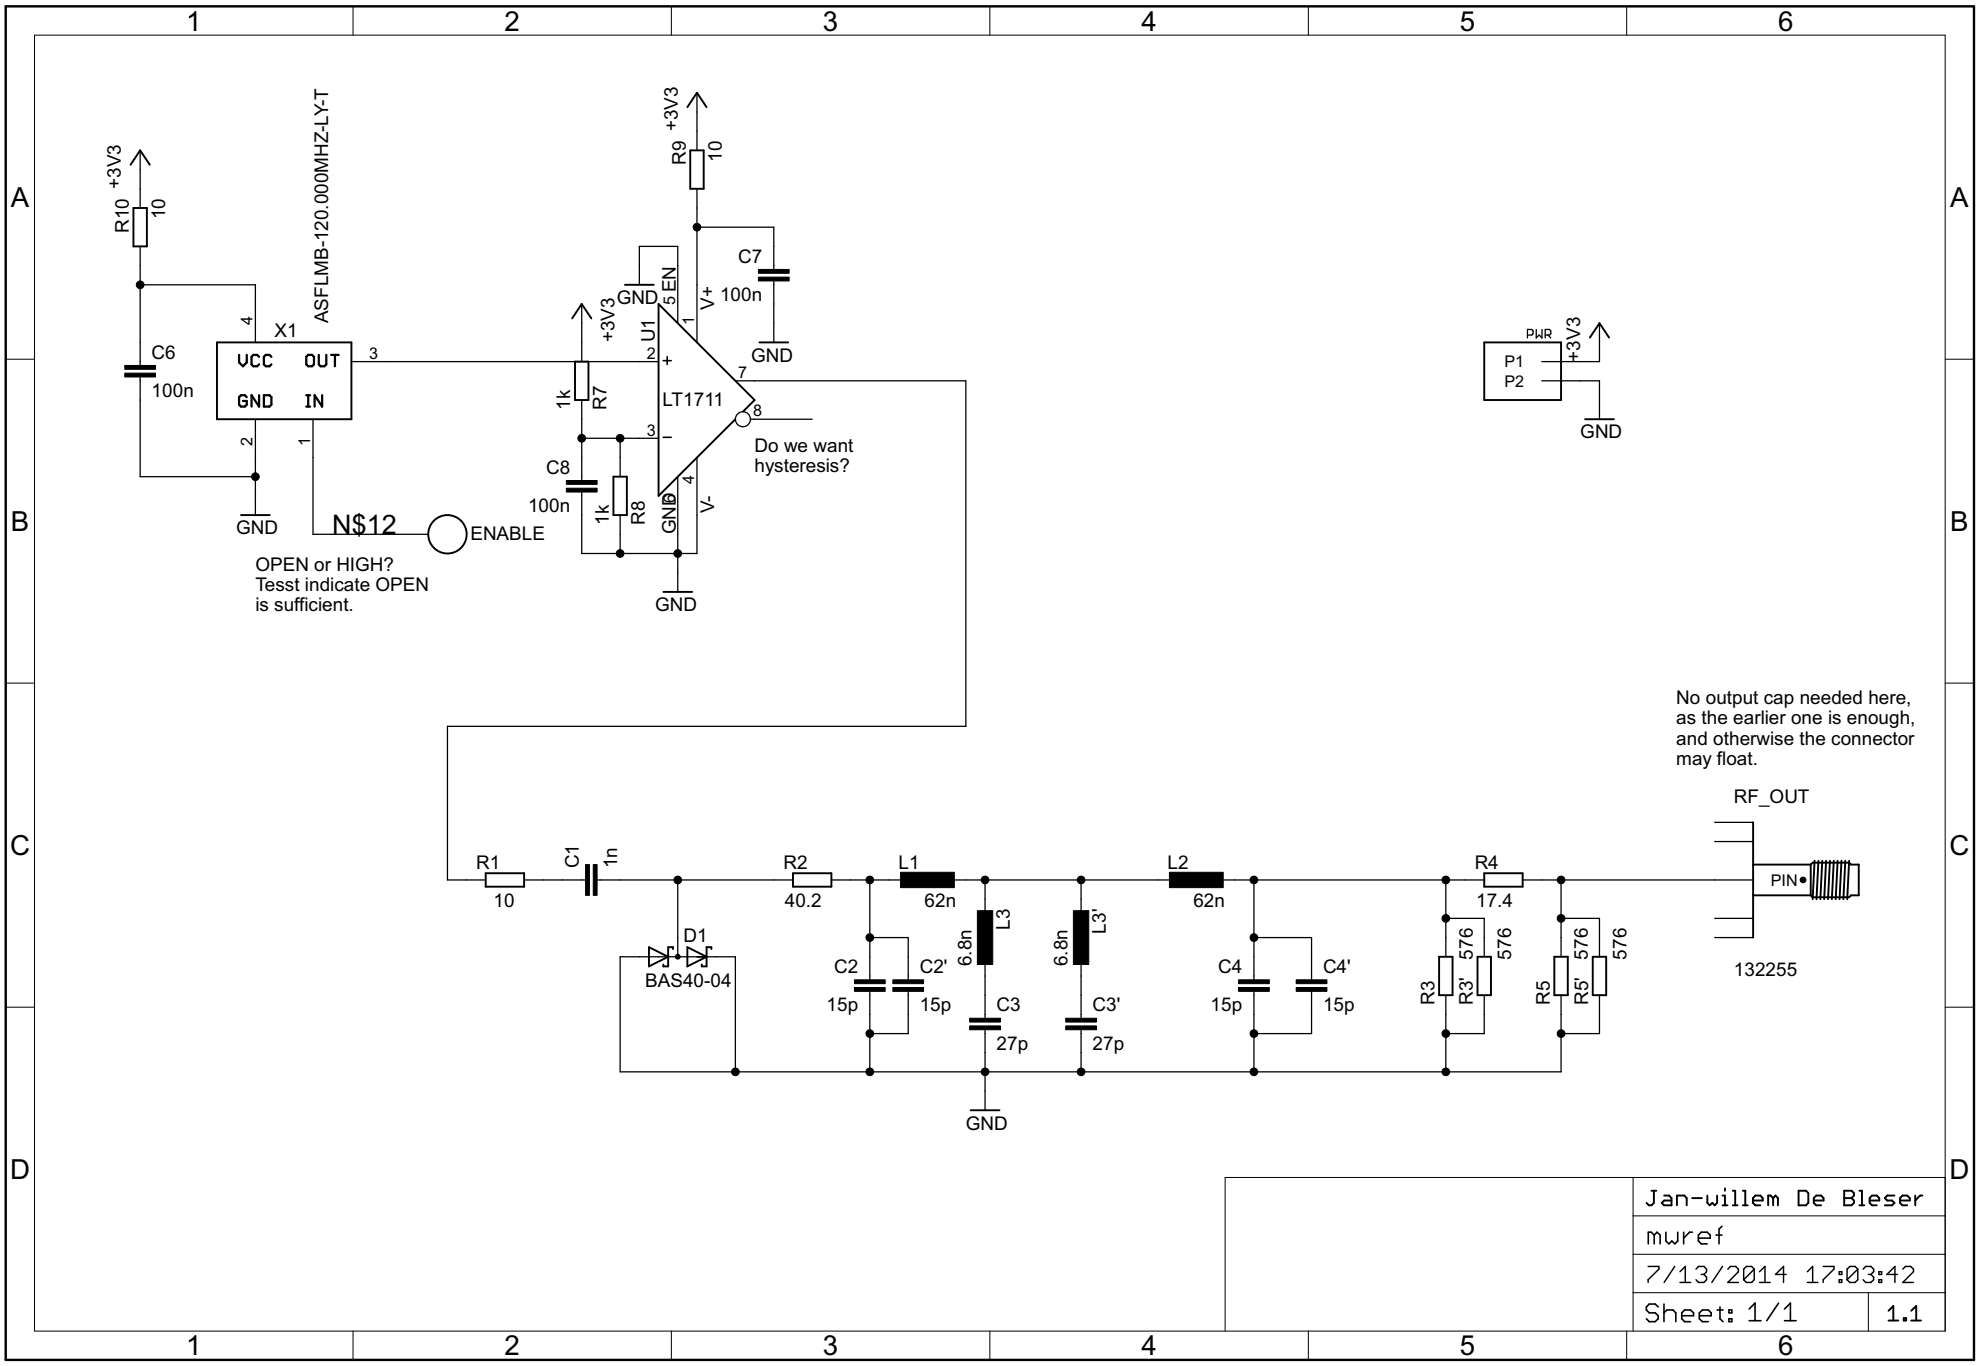 1 2 3 4 5 6
A
A
B
B
C
C
D
D
+3V3
R10
10
ASFLMB-120.000MHZ-LY-T
4
X1
VCC OUT
GND IN
3
2
1
C6
100n
GND
N$12
ENABLE
OPEN or HIGH?
Tesst indicate OPEN
is sufficient.
+3V3
R9
10
C7
100n
GND
GND
5
EN
V+
1
U1
+3V3
2
+
1k
R7
LT1711
7
8
3
-
C8
100n
1k
R8
GND
6
4
V-
GND
Do we want
hysteresis?
PWR
P1
P2
+3V3
GND
No output cap needed here,
as the earlier one is enough,
and otherwise the connector
may float.
RF_OUT
PIN
132255
R1
10
C1
1n
D1
BAS40-04
R2
40.2
L1
62n
C2
15p
C2'
15p
6.8n
L3
C3
27p
6.8n
L3'
C3'
27p
L2
62n
C4
15p
C4'
15p
R4
17.4
R3
576
R3'
576
R5
576
R5'
576
GND
Jan-willem De Bleser
mwref
7/13/2014 17:03:42
Sheet: 1/1
1.1
1 2 3 4 5 6